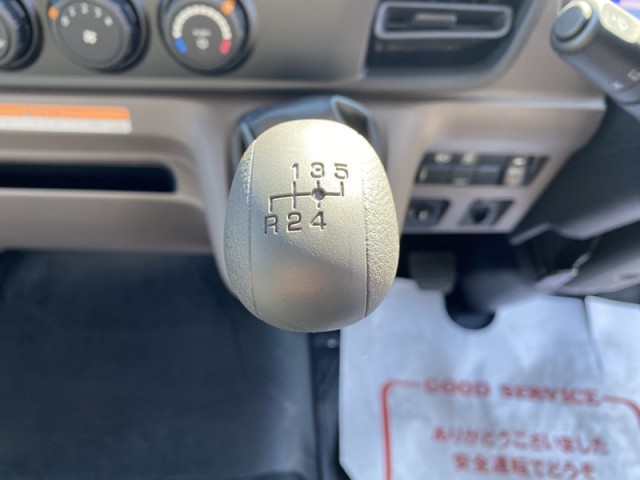 1 3 5
R 2 4
GOOD SERVICE
ありがとうございました
安全運転でどうぞ